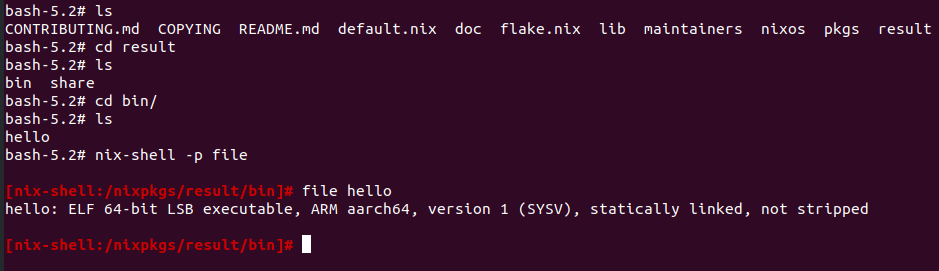 bash-5.2# ls
CONTRIBUTING.md  COPYING  README.md  default.nix  doc  flake.nix  lib  maintainers  nixos  pkgs  result
bash-5.2# cd result
bash-5.2# ls
bin  share
bash-5.2# cd bin/
bash-5.2# ls
hello
bash-5.2# nix-shell -p file
[nix-shell:/nixpkgs/result/bin]# file hello
hello: ELF 64-bit LSB executable, ARM aarch64, version 1 (SYSV), statically linked, not stripped
[nix-shell:/nixpkgs/result/bin]#